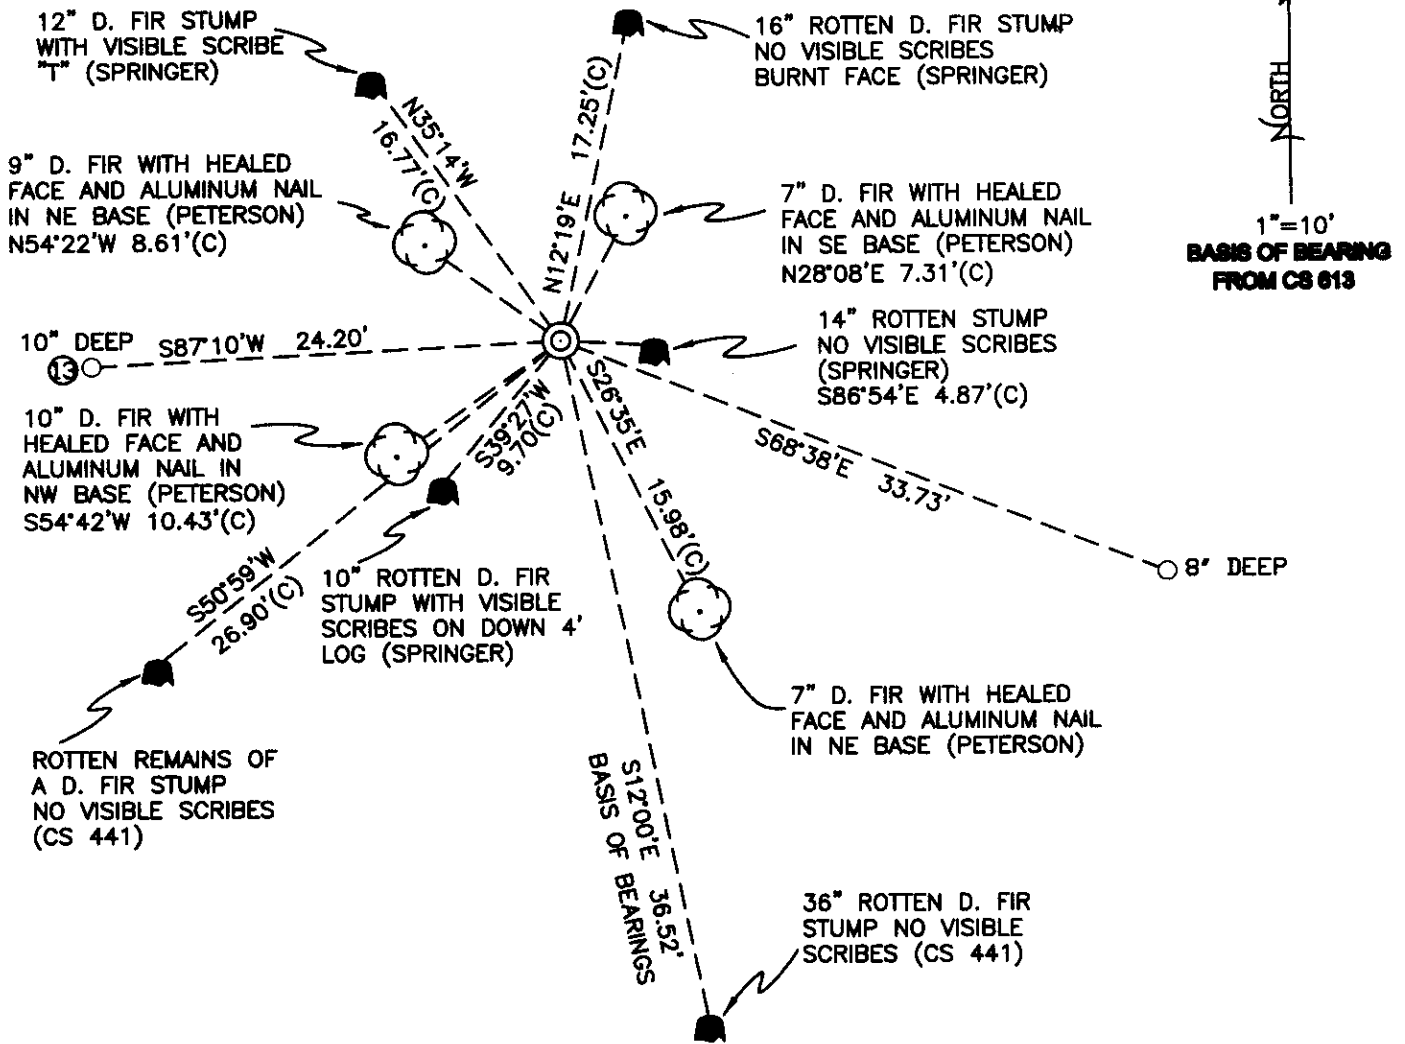 12" D. FIR STUMP
WITH VISIBLE SCRIBE
"T" (SPRINGER)
16" ROTTEN D. FIR STUMP
NO VISIBLE SCRIBES
BURNT FACE (SPRINGER)
NORTH
1"=10'
BASIS OF BEARING
FROM CS 613
N35°14'W
16.77'(C)
N12°19'E 17.25'(C)
9" D. FIR WITH HEALED
FACE AND ALUMINUM NAIL
IN NE BASE (PETERSON)
N54°22'W 8.61'(C)
7" D. FIR WITH HEALED
FACE AND ALUMINUM NAIL
IN SE BASE (PETERSON)
N28°08'E 7.31'(C)
14" ROTTEN STUMP
NO VISIBLE SCRIBES
(SPRINGER)
S86°54'E 4.87'(C)
10" DEEP
13
S87°10'W 24.20'
10" D. FIR WITH
HEALED FACE AND
ALUMINUM NAIL IN
NW BASE (PETERSON)
S54°42'W 10.43'(C)
S39°27'W
9.70(C)
S26°35'E 15.98'(C)
S68°38'E 33.73'
8" DEEP
S50°59'W
26.90'(C)
10" ROTTEN D. FIR
STUMP WITH VISIBLE
SCRIBES ON DOWN 4'
LOG (SPRINGER)
7" D. FIR WITH HEALED
FACE AND ALUMINUM NAIL
IN NE BASE (PETERSON)
ROTTEN REMAINS OF
A D. FIR STUMP
NO VISIBLE SCRIBES
(CS 441)
S12°00'E 36.52'
BASIS OF BEARINGS
36" ROTTEN D. FIR
STUMP NO VISIBLE
SCRIBES (CS 441)